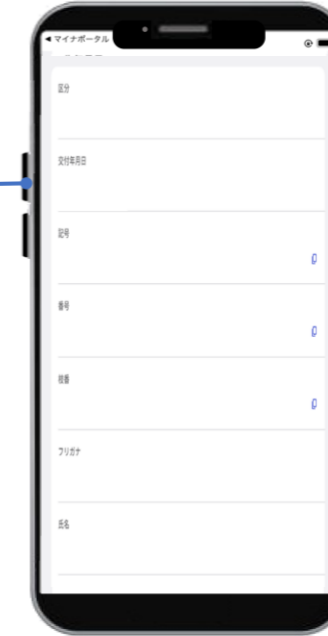 ◀ マイナポータル
区分
交付年月日
記号
番号
枝番
フリガナ
氏名